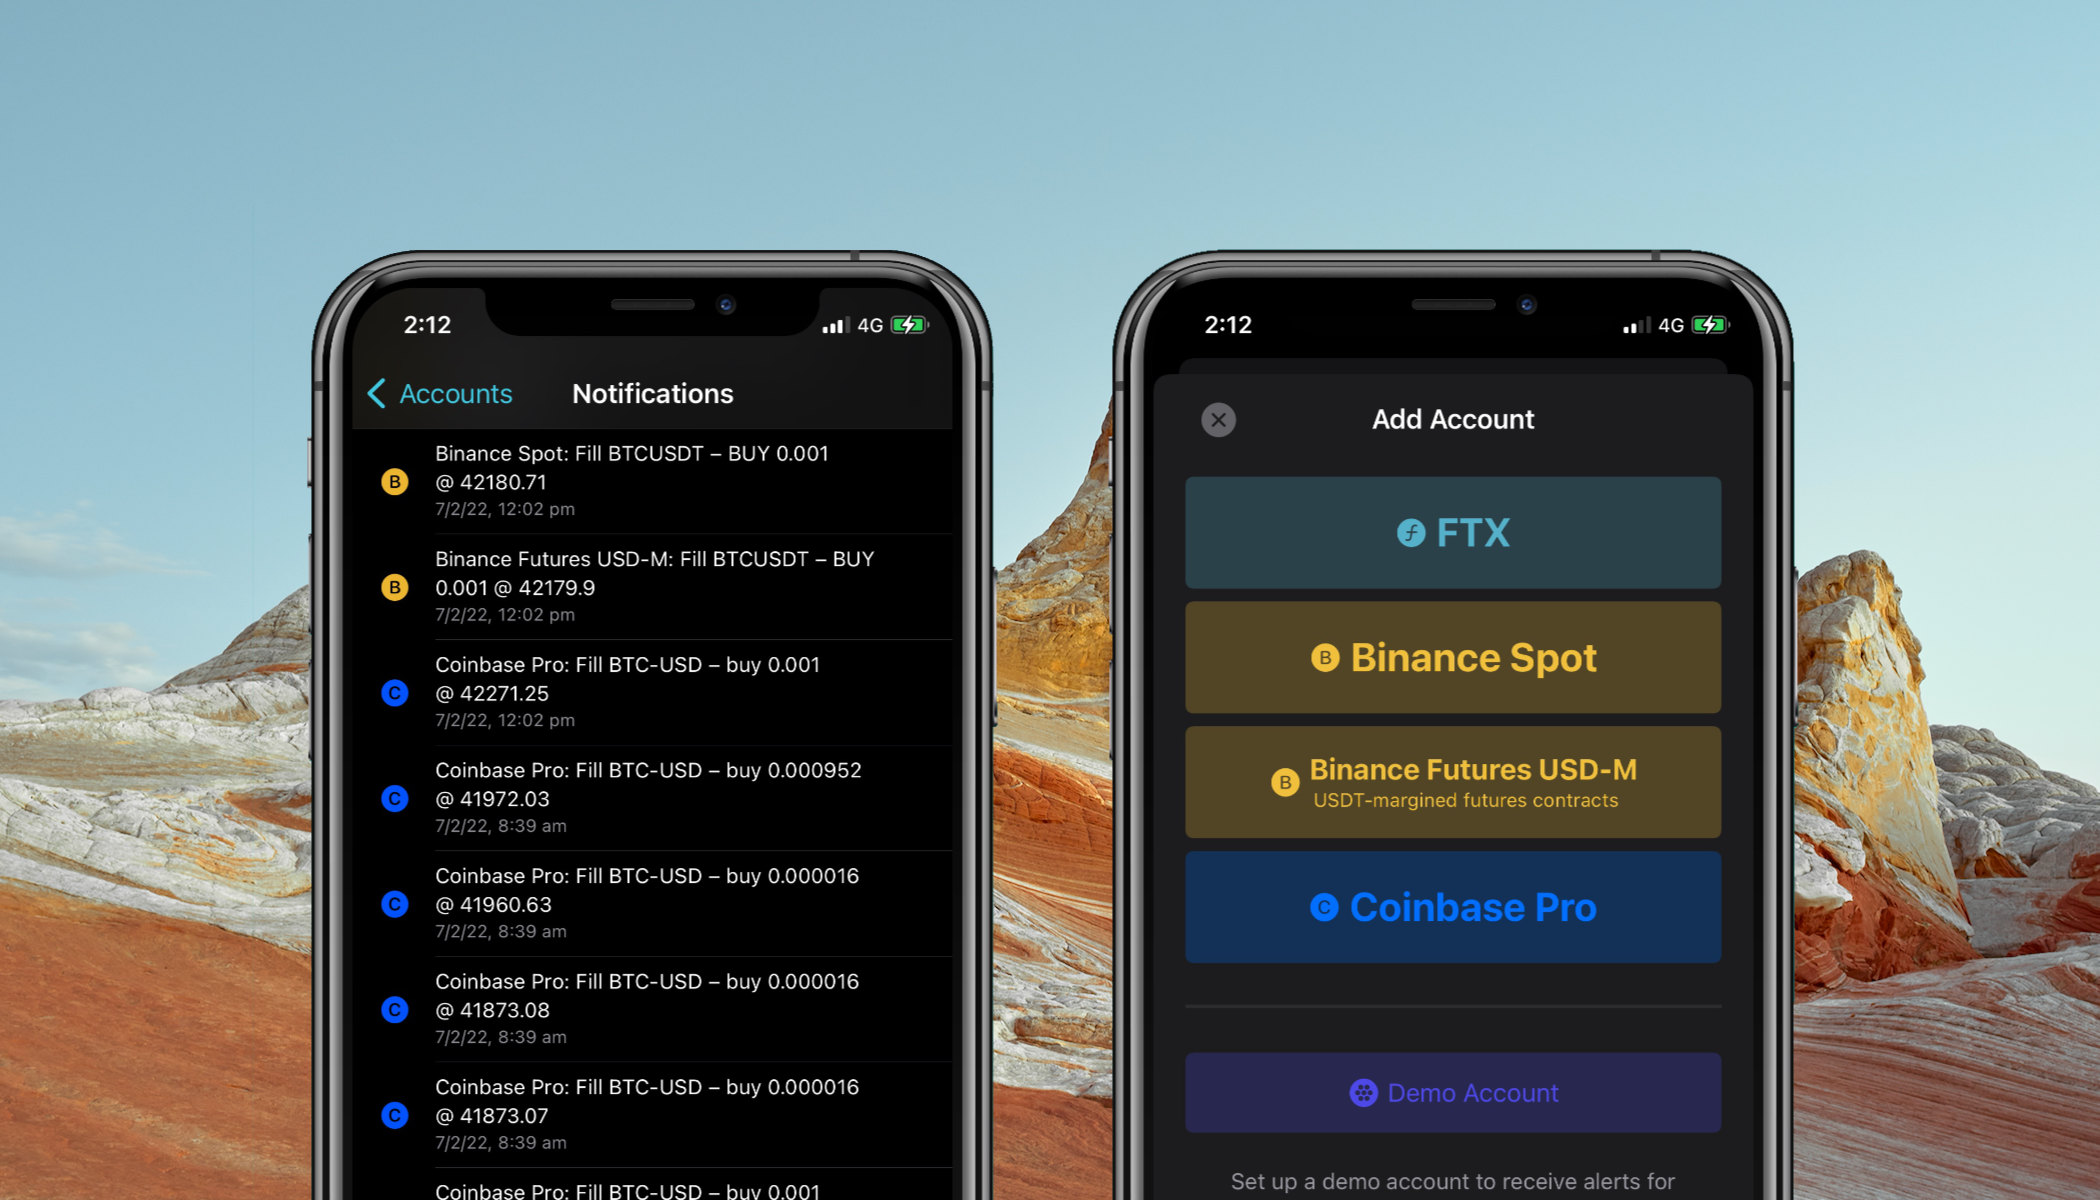 2:12
4G
Accounts
Notifications
B
Binance Spot: Fill BTCUSDT – BUY 0.001
@ 42180.71
7/2/22, 12:02 pm
B
Binance Futures USD-M: Fill BTCUSDT – BUY
0.001 @ 42179.9
7/2/22, 12:02 pm
C
Coinbase Pro: Fill BTC-USD – buy 0.001
@ 42271.25
7/2/22, 12:02 pm
C
Coinbase Pro: Fill BTC-USD – buy 0.000952
@ 41972.03
7/2/22, 8:39 am
C
Coinbase Pro: Fill BTC-USD – buy 0.000016
@ 41960.63
7/2/22, 8:39 am
C
Coinbase Pro: Fill BTC-USD – buy 0.000016
@ 41873.08
7/2/22, 8:39 am
C
Coinbase Pro: Fill BTC-USD – buy 0.000016
@ 41873.07
7/2/22, 8:39 am
Coinbase Pro: Fill BTC-USD – buy 0.001
2:12
4G
Add Account
f FTX
B Binance Spot
B Binance Futures USD-M
USDT-margined futures contracts
C Coinbase Pro
Demo Account
Set up a demo account to receive alerts for